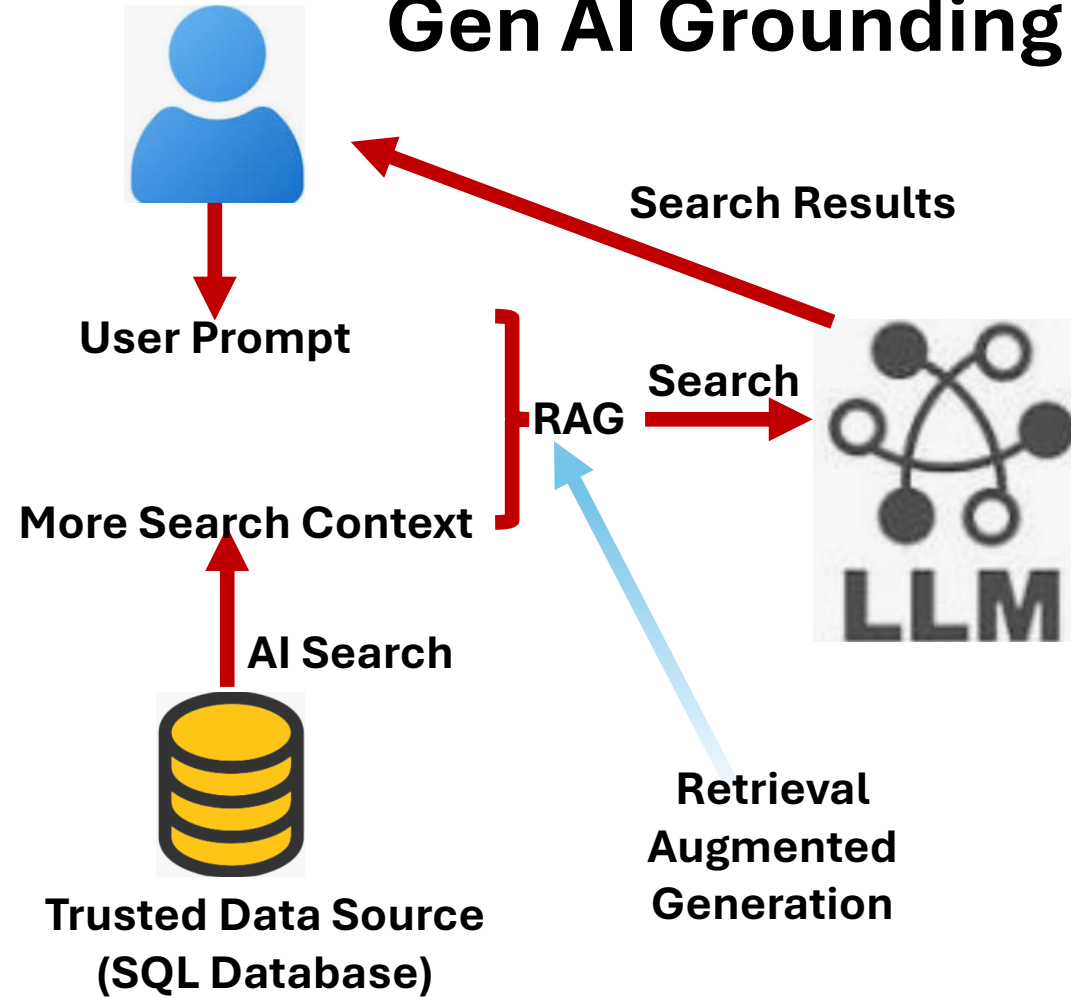 Gen AI Grounding
Search Results
User Prompt
Search
RAG
More Search Context
LLM
AI Search
Retrieval
Augmented
Generation
Trusted Data Source
(SQL Database)